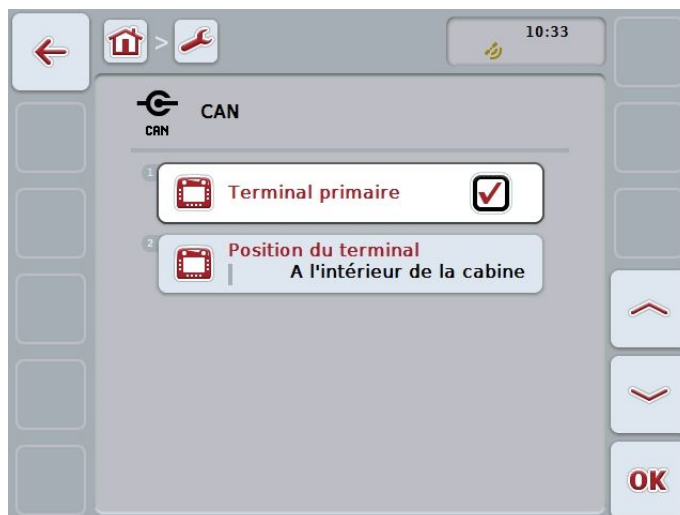 10:33
>
CAN
CAN
1
Terminal primaire
2
Position du terminal
A l'intérieur de la cabine
OK